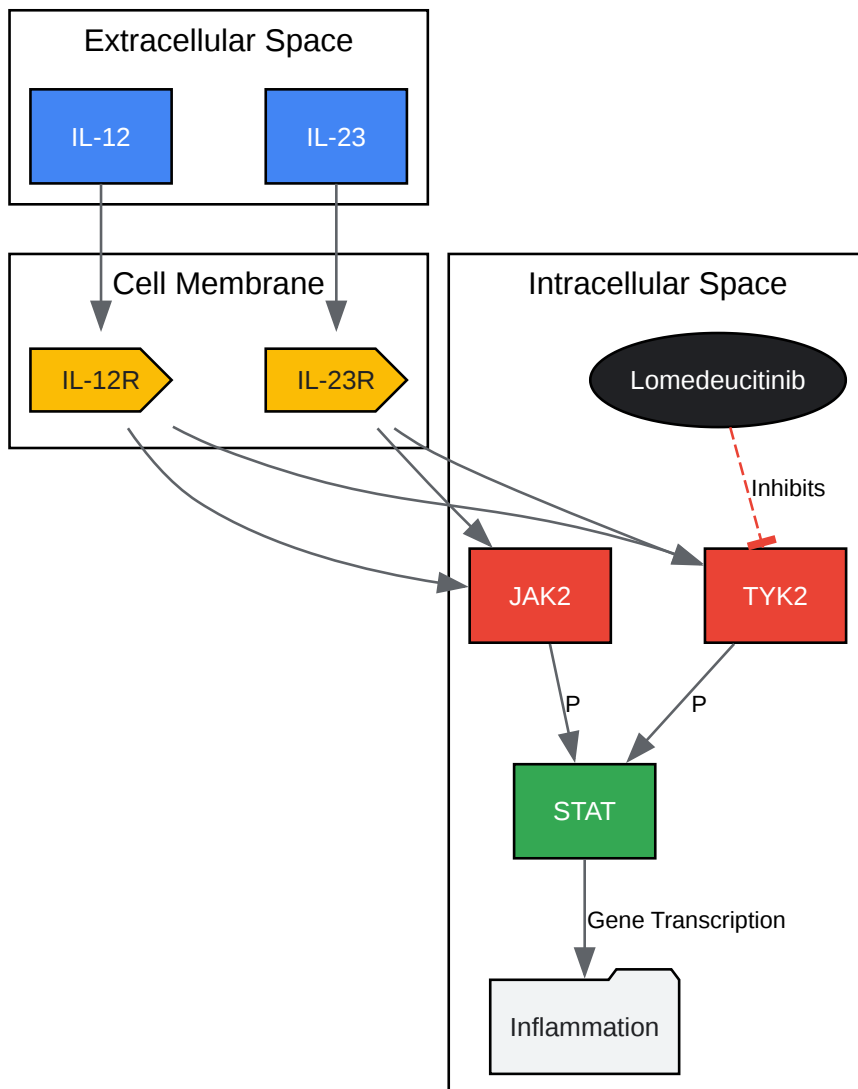 Extracellular Space
IL-12
IL-23
Cell Membrane
IL-12R
IL-23R
Intracellular Space
Lomedeucitinib
Inhibits
JAK2
TYK2
P
P
STAT
Gene Transcription
Inflammation